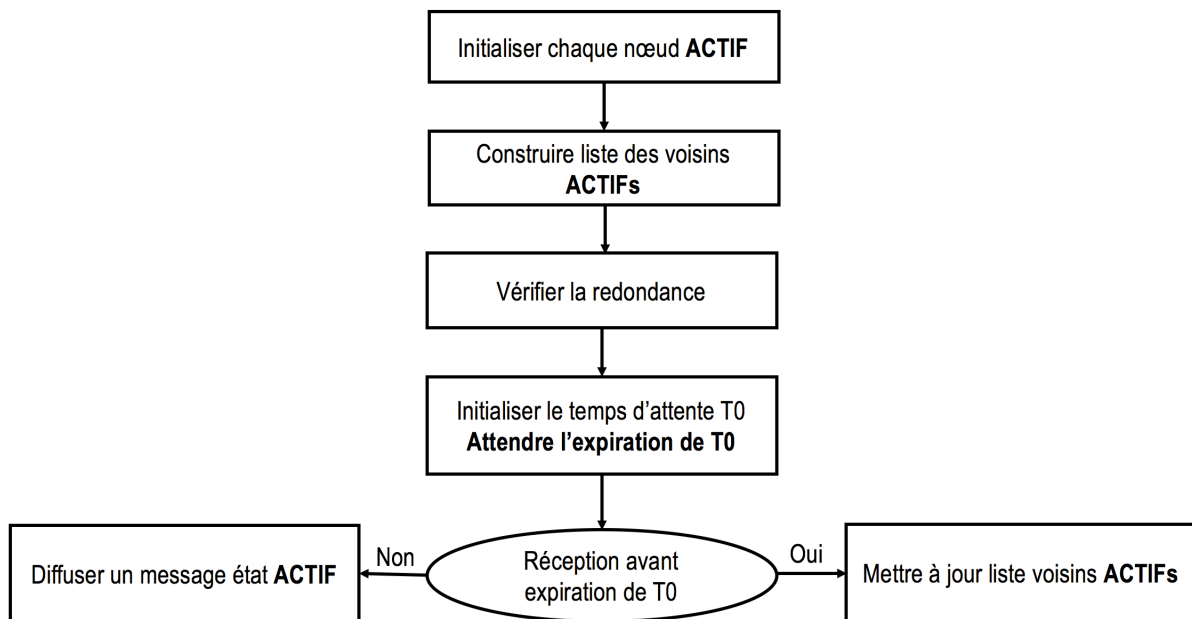 Initialiser chaque nœud ACTIF
Construire liste des voisins
ACTIFs
Vérifier la redondance
Initialiser le temps d'attente T0
Attendre l'expiration de T0
Non
Réception avant
expiration de T0
Oui
Diffuser un message état ACTIF
Mettre à jour liste voisins ACTIFs